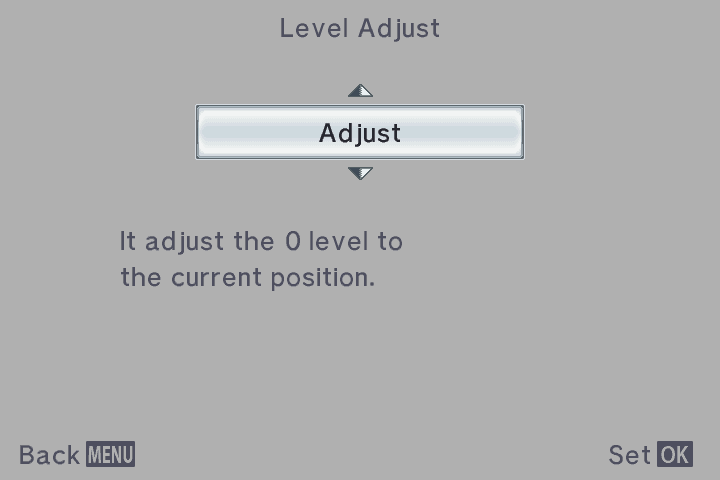 Level Adjust
Adjust
It adjust the 0 level to
the current position.
Back MENU
Set OK